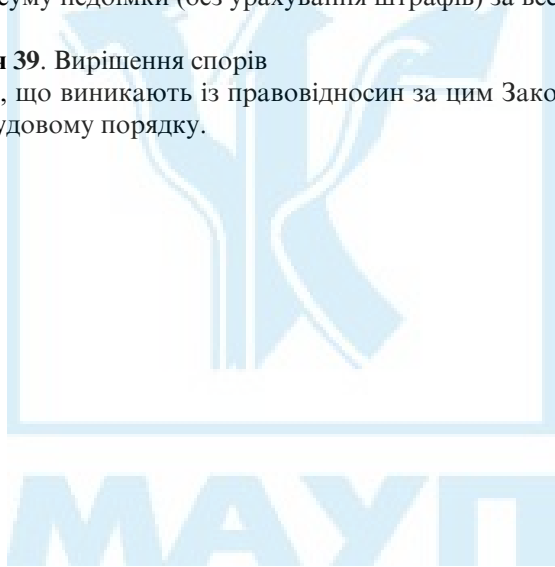 суму недоїмки (без урахування штрафів) за все
я 39. Вирішення спорів
, що виникають із правовідносин за цим Зако
удовому порядку.
МАУП